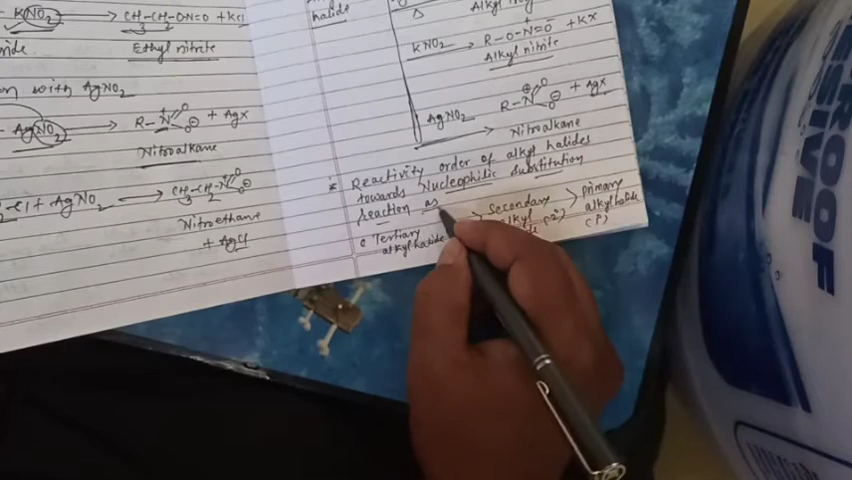 KNO2 → CH3-CH2-O-N=O + KCl
Ethyl nitrite
with AgNO2
AgNO2 → R-N+ O O⊖ + AgX
Nitroalkane
Cl + AgNO2 → CH3-CH2-N+ O O⊖
Nitroethane
+ AgCl
halide
Δ
KNO2 → R-O-N+=O- + KX
Alkyl nitrite
AgNO2 → R-N⊕ O O⊖ + AgX
Nitroalkane
Reactivity order of alkyl halides
towards Nucleophilic substitution
reaction as
Tertiary alkyl halide > Secondary alkyl (2°) > Primary alkyl halide (1°)
PROOF